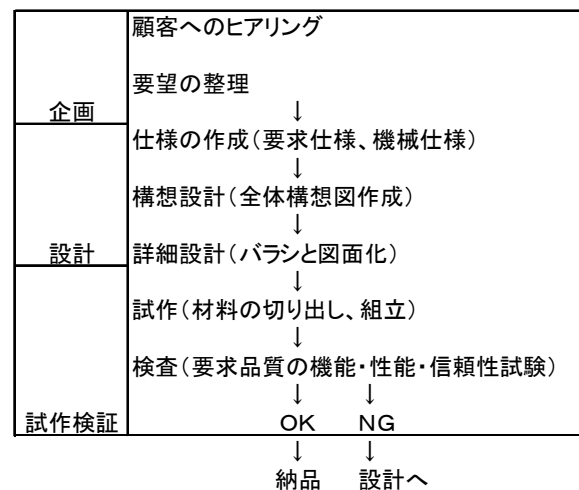 顧客へのヒアリング
要望の整理
企画
↓
仕様の作成(要求仕様、機械仕様)
↓
構想設計(全体構想図作成)
↓
設計 詳細設計(バラシと図面化)
↓
試作(材料の切り出し、組立)
↓
検査(要求品質の機能・性能・信頼性試験)
↓ ↓
試作検証 OK NG
↓ ↓
納品 設計へ